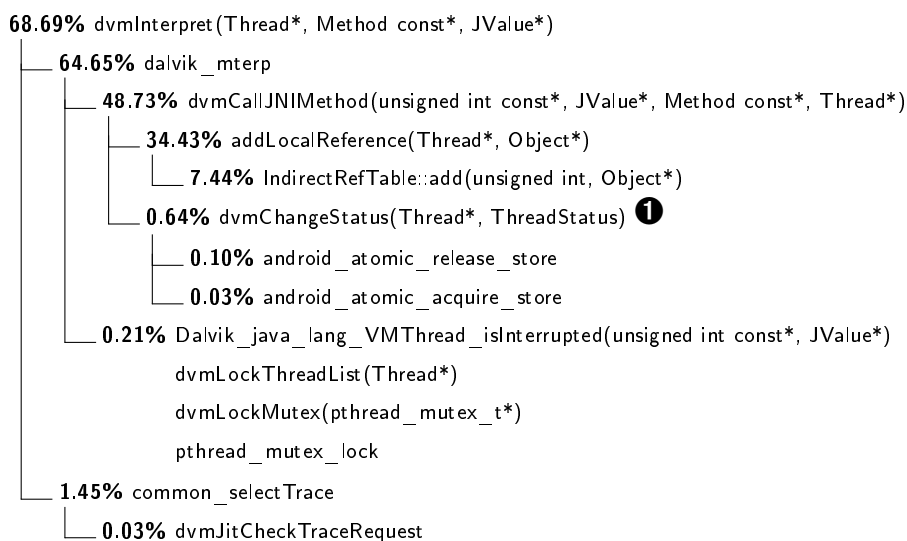 68.69% dvmInterpret(Thread*, Method const*, JValue*)
64.65% dalvik_mterp
48.73% dvmCallJNIMethod(unsigned int const*, JValue*, Method const*, Thread*)
34.43% addLocalReference(Thread*, Object*)
7.44% IndirectRefTable::add(unsigned int, Object*)
0.64% dvmChangeStatus(Thread*, ThreadStatus) ❶
0.10% android_atomic_release_store
0.03% android_atomic_acquire_store
0.21% Dalvik_java_lang_VMThread_isInterrupted(unsigned int const*, JValue*)
dvmLockThreadList(Thread*)
dvmLockMutex(pthread_mutex_t*)
pthread_mutex_lock
1.45% common_selectTrace
0.03% dvmJitCheckTraceRequest